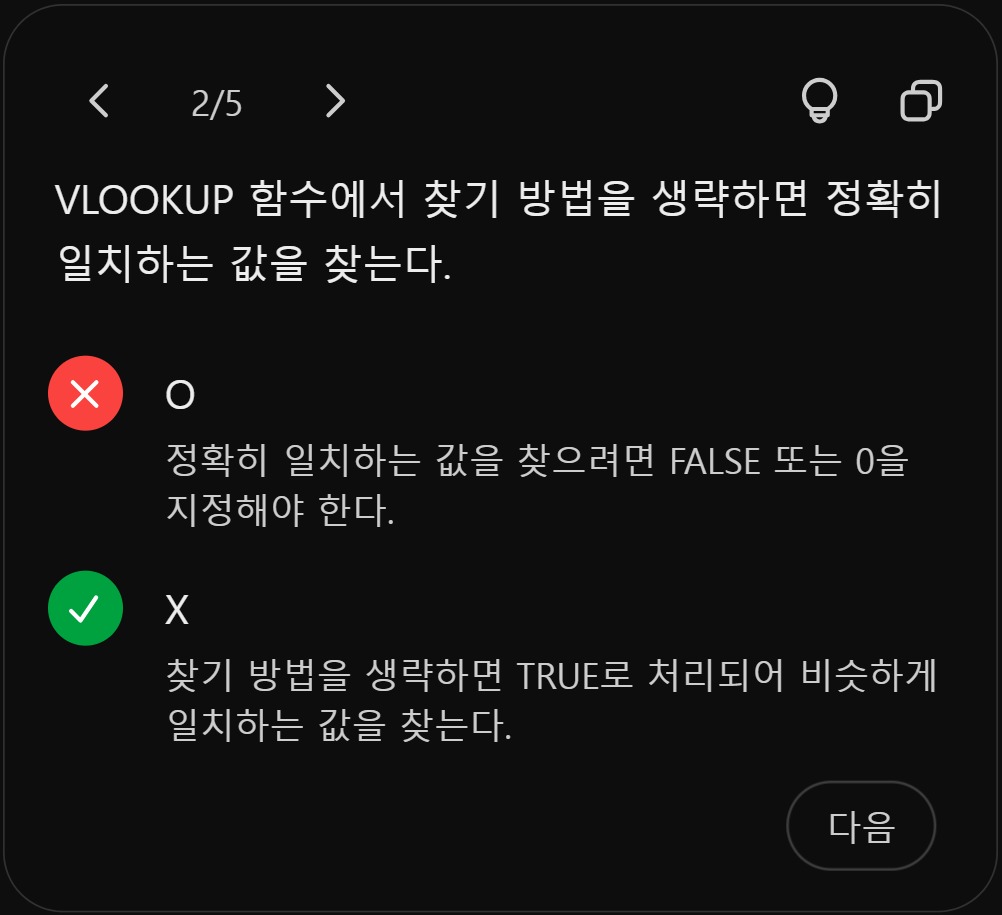 2/5
VLOOKUP 함수에서 찾기 방법을 생략하면 정확히
일치하는 값을 찾는다.
O
정확히 일치하는 값을 찾으려면 FALSE 또는 0을
지정해야 한다.
X
찾기 방법을 생략하면 TRUE로 처리되어 비슷하게
일치하는 값을 찾는다.
다음